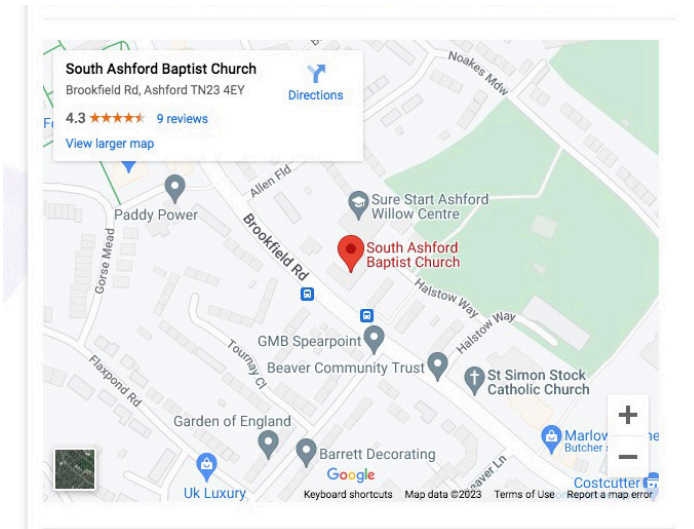 South Ashford Baptist Church
Brookfield Rd, Ashford TN23 4EY
Directions
4.3
9 reviews
View larger map
Noakes Mdw
Allen Fld
Paddy Power
Sure Start Ashford
Willow Centre
Brookfield Rd
South Ashford
Baptist Church
Gorse Mead
Halstow Way
Halstow Way
GMB Spearpoint
Tournay Cl
Beaver Community Trust
St Simon Stock
Catholic Church
Flaxpond Rd
Garden of England
Butcher
Barrett Decorating
Google
Costcutter
Uk Luxury
Keyboard shortcuts
Map data ©2023
Terms of Use
Report a map error